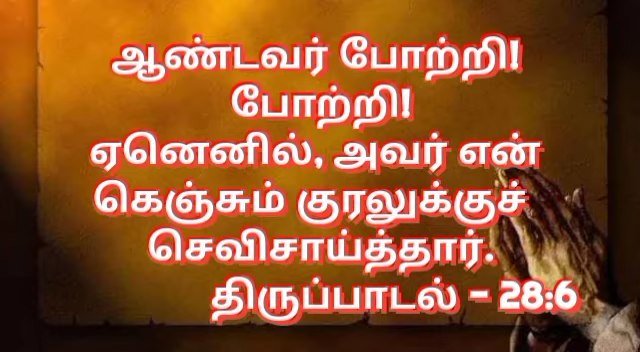 ஆண்டவர் போற்றி!
போற்றி!
ஏனெனில், அவர் என்
கெஞ்சும் குரலுக்குச்
செவிசாய்த்தார்.
திருப்பாடல் - 28:6